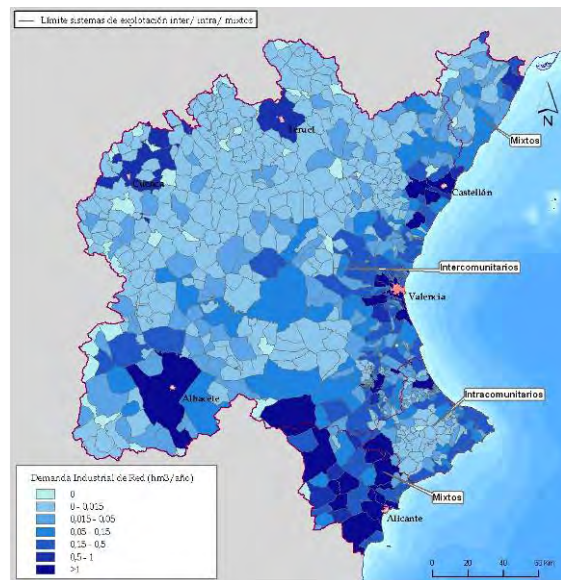 Límite sistemas de explotación inter/ intra/ mixtos
N
Teruel
Mixtos
Cuenca
Castellón
Intercomunitarios
Valencia
Albacete
Intracomunitarios
Mixtos
Alicante
Demanda Industrial de Red (hm3/año)
0
0 - 0,015
0,015 - 0,05
0,05 - 0,15
0,15 - 0,5
0,5 - 1
>1
0 20 40 60 Km